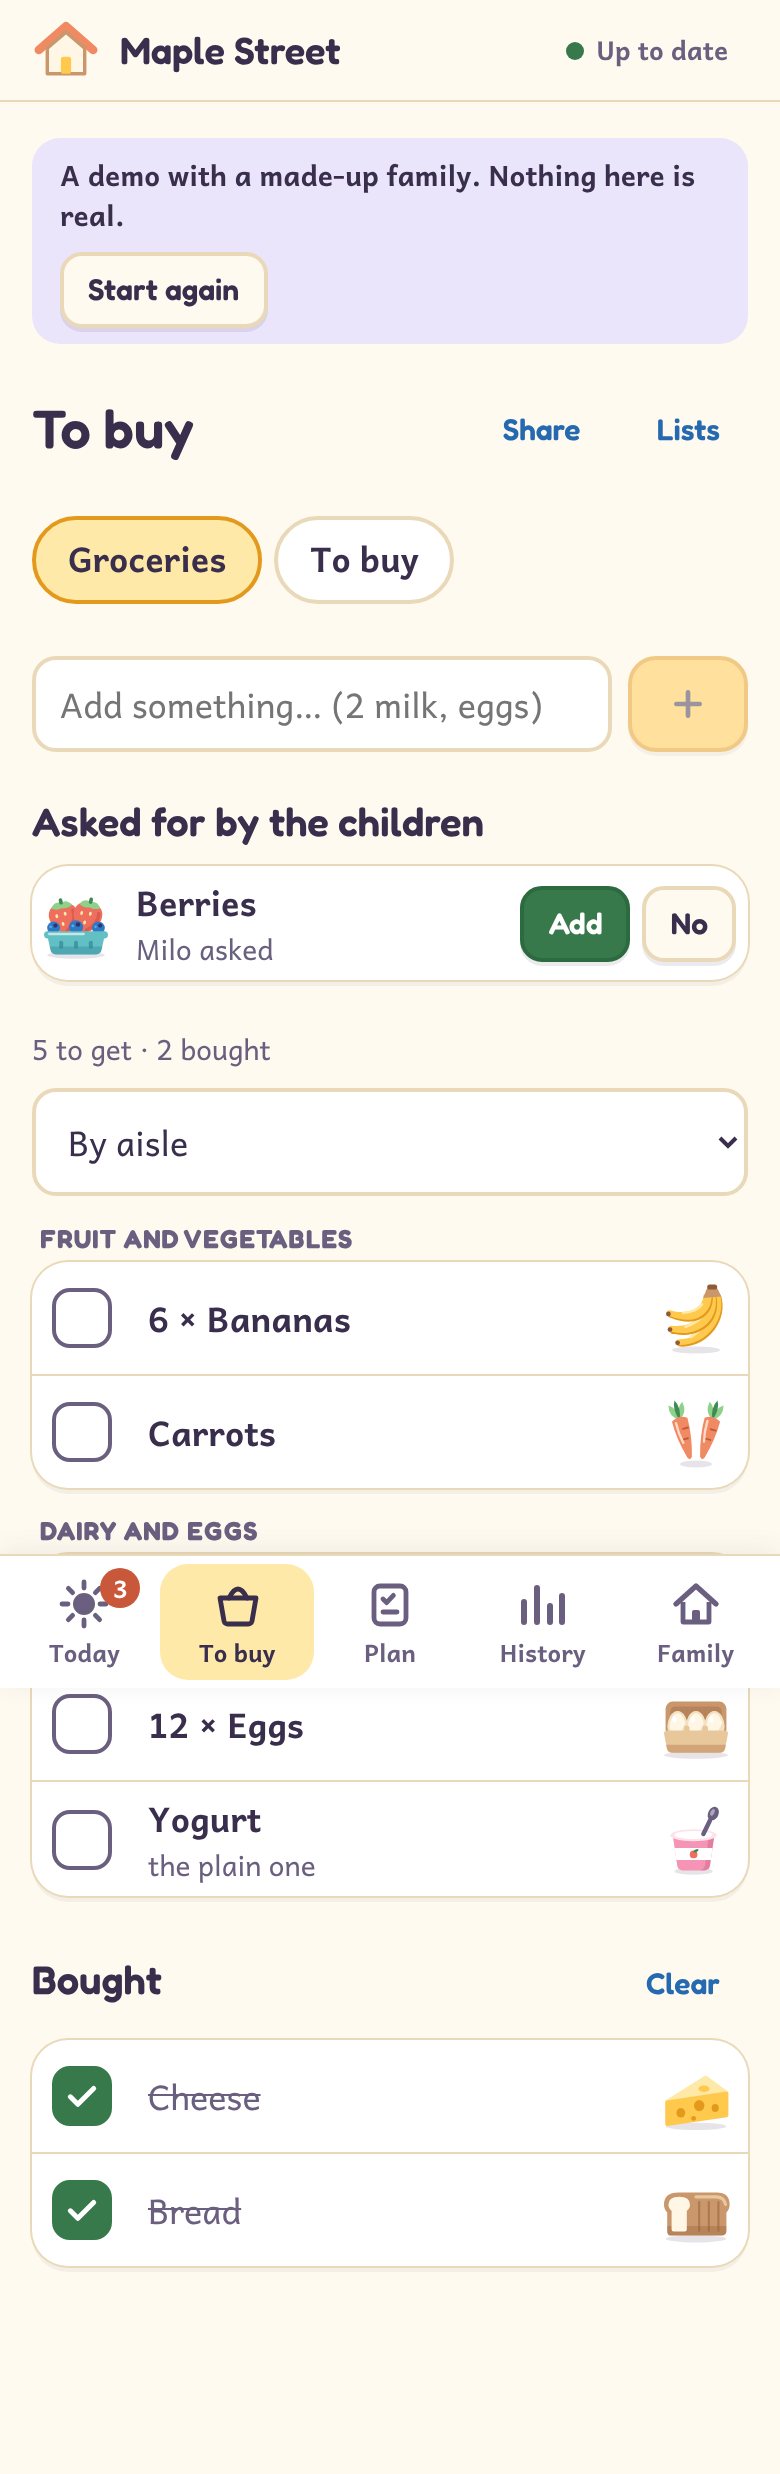 Maple Street
Up to date
A demo with a made-up family. Nothing here is
real.
Start again
To buy
Share
Lists
Groceries
To buy
Add something... (2 milk, eggs)
+
Asked for by the children
Berries
Milo asked
Add
No
5 to get · 2 bought
By aisle
FRUIT AND VEGETABLES
6 × Bananas
Carrots
DAIRY AND EGGS
3
Today
To buy
Plan
History
Family
12 × Eggs
Yogurt
the plain one
Bought
Clear
Cheese
Bread